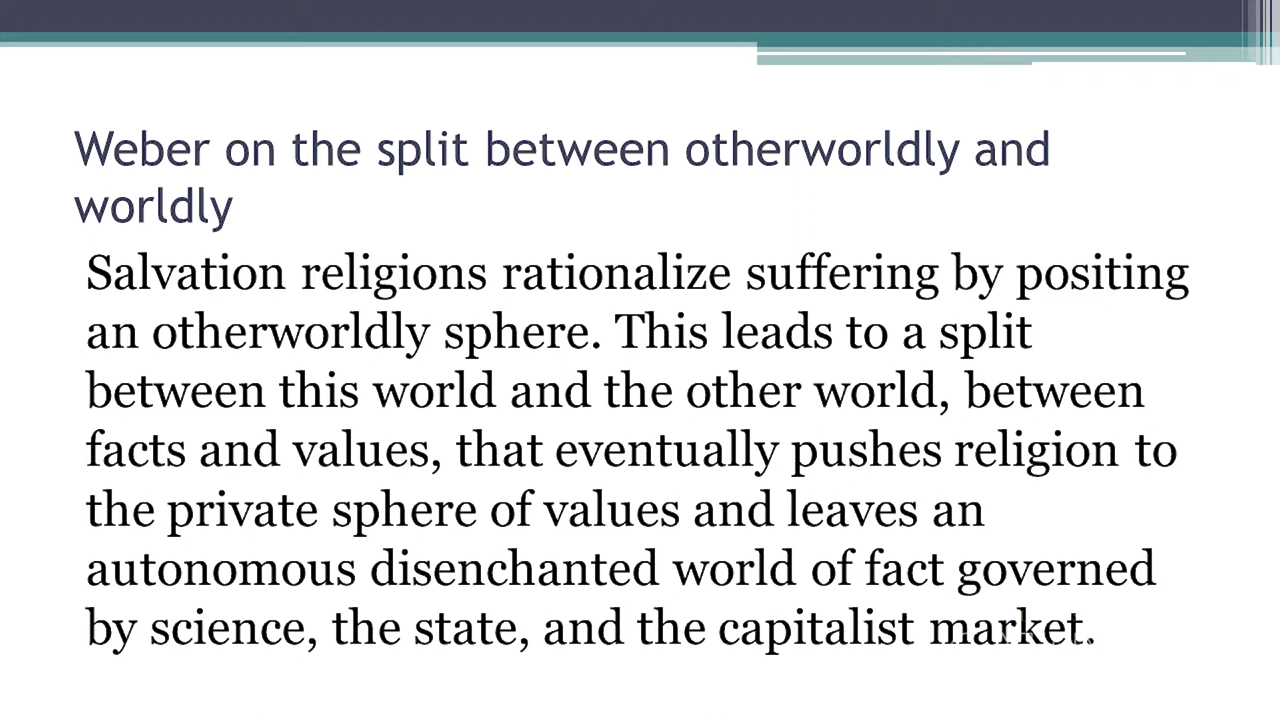 Weber on the split between otherworldly and
worldly
Salvation religions rationalize suffering by positing
an otherworldly sphere. This leads to a split
between this world and the other world, between
facts and values, that eventually pushes religion to
the private sphere of values and leaves an
autonomous disenchanted world of fact governed
by science, the state, and the capitalist market.